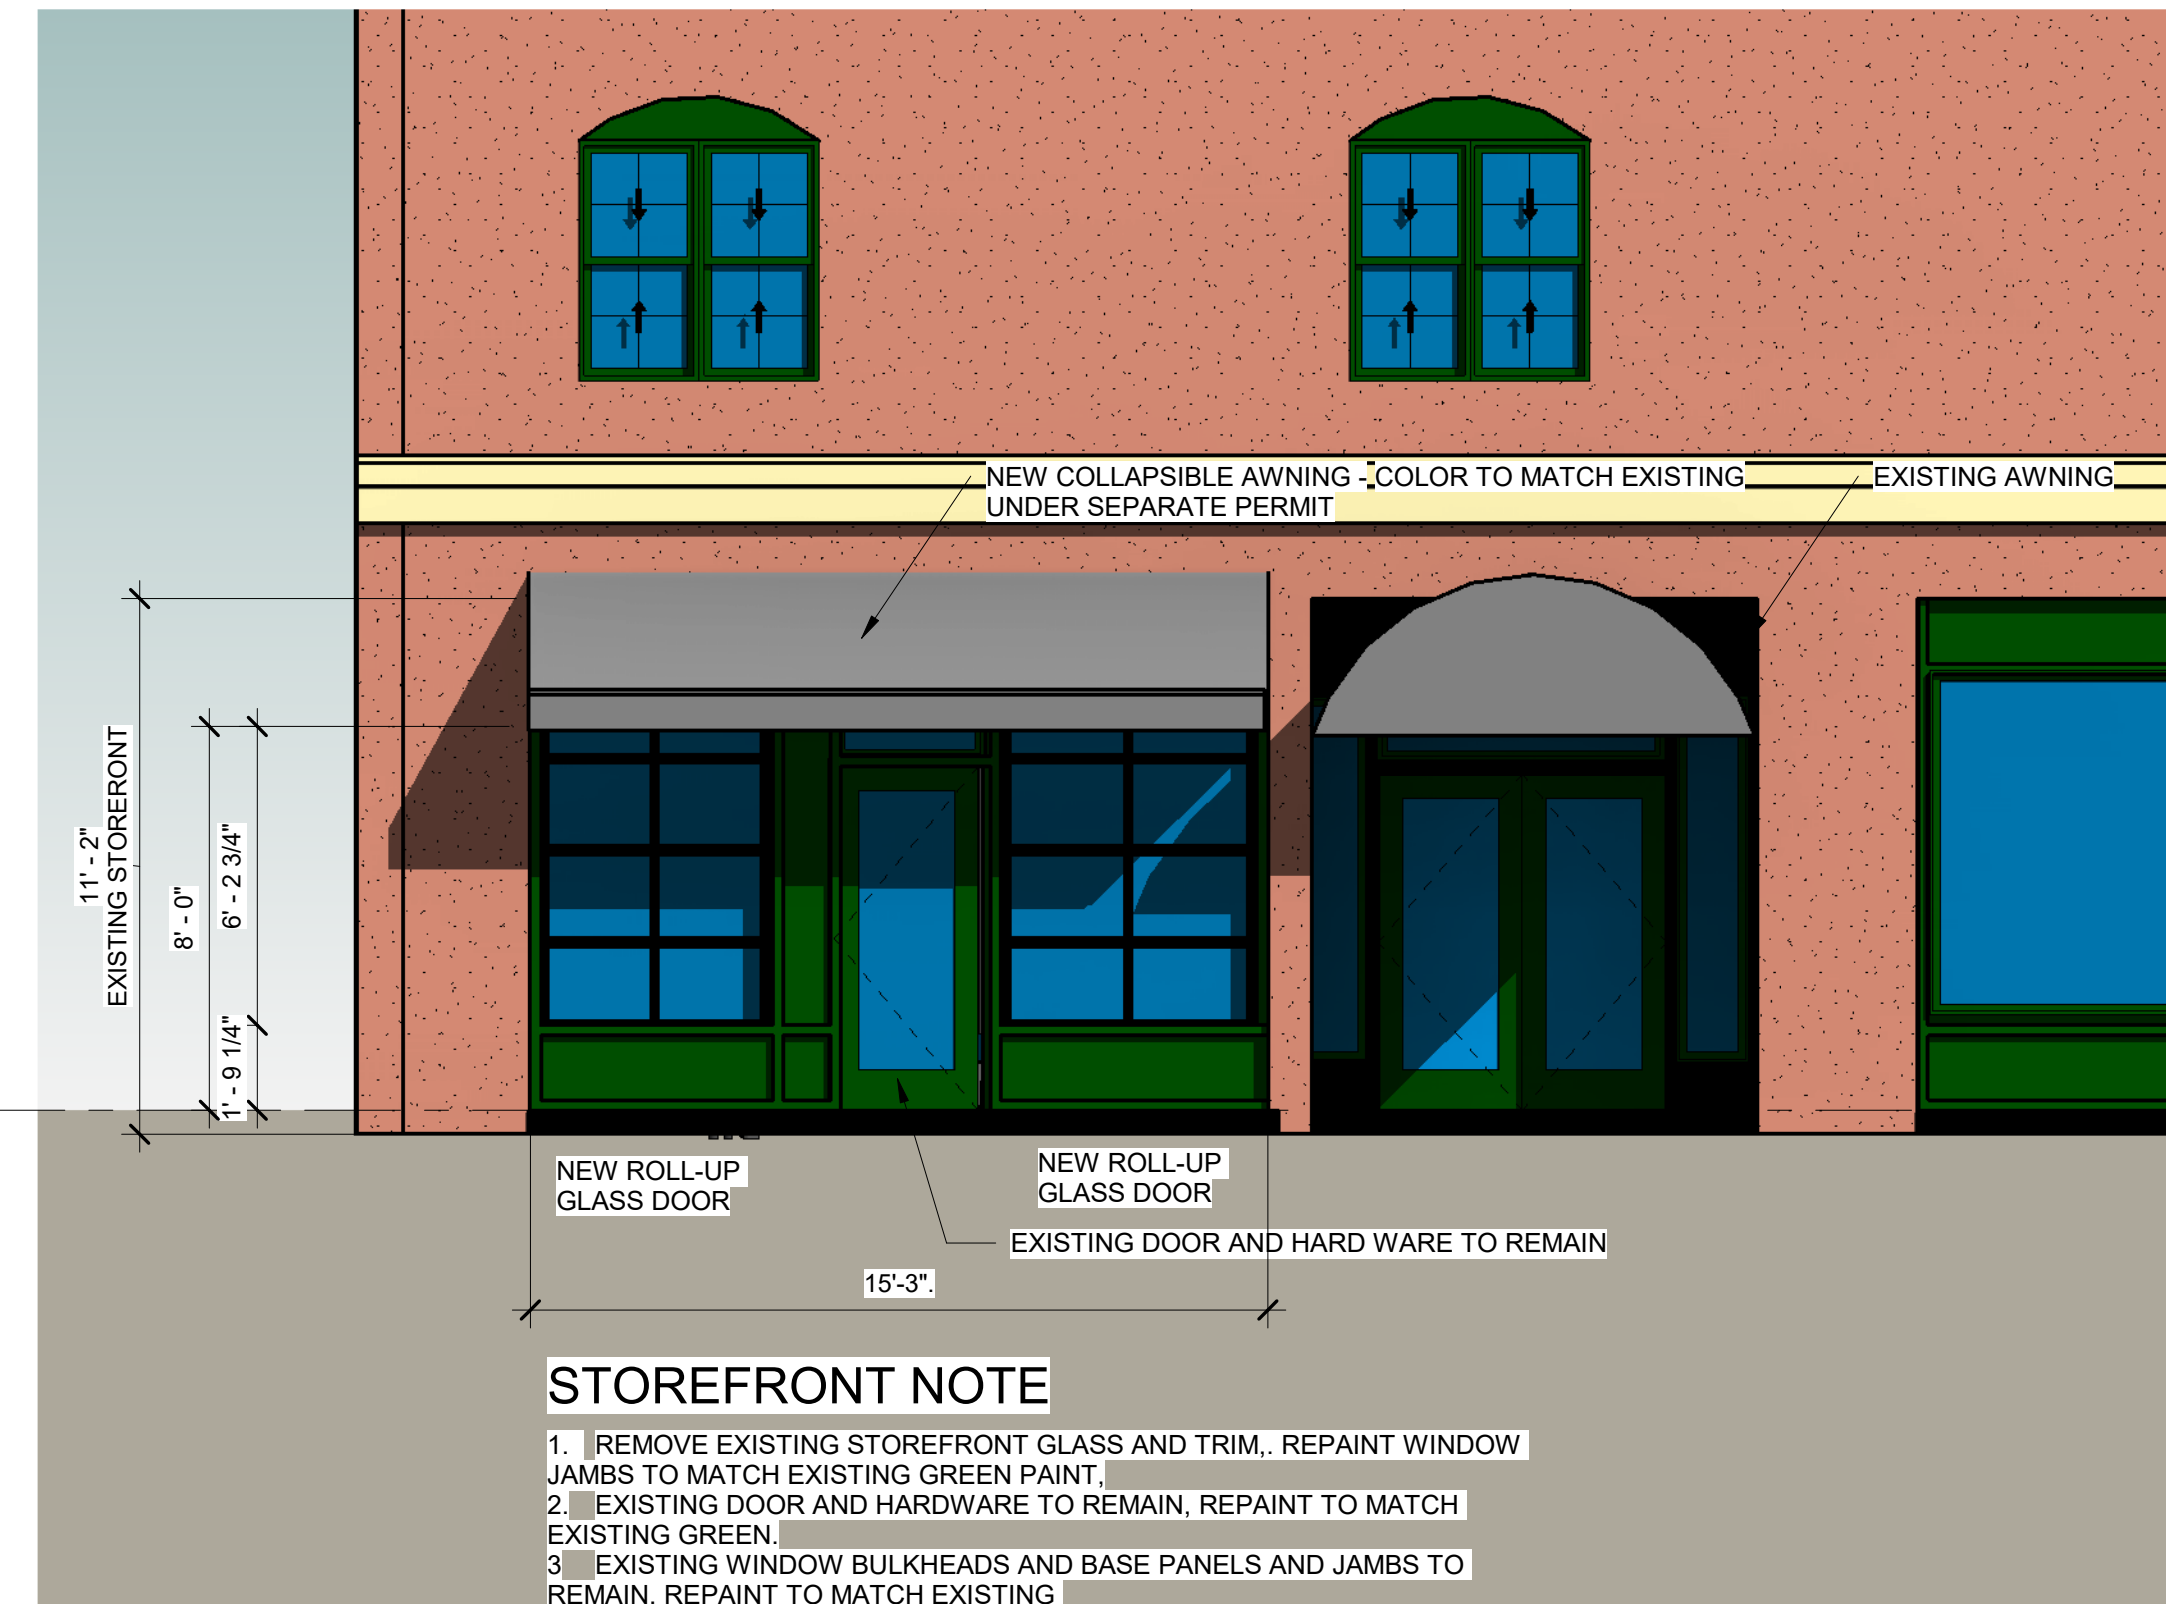 NEW COLLAPSIBLE AWNING - COLOR TO MATCH EXISTING
UNDER SEPARATE PERMIT
EXISTING AWNING
11' - 2"
EXISTING STORERONT
8' - 0"
6' - 2 3/4"
1' - 9 1/4"
NEW ROLL-UP
GLASS DOOR
NEW ROLL-UP
GLASS DOOR
EXISTING DOOR AND HARD WARE TO REMAIN
15'-3".
STOREFRONT NOTE
1. REMOVE EXISTING STOREFRONT GLASS AND TRIM,. REPAINT WINDOW
JAMBS TO MATCH EXISTING GREEN PAINT,
2. EXISTING DOOR AND HARDWARE TO REMAIN, REPAINT TO MATCH
EXISTING GREEN.
3 EXISTING WINDOW BULKHEADS AND BASE PANELS AND JAMBS TO
REMAIN. REPAINT TO MATCH EXISTING